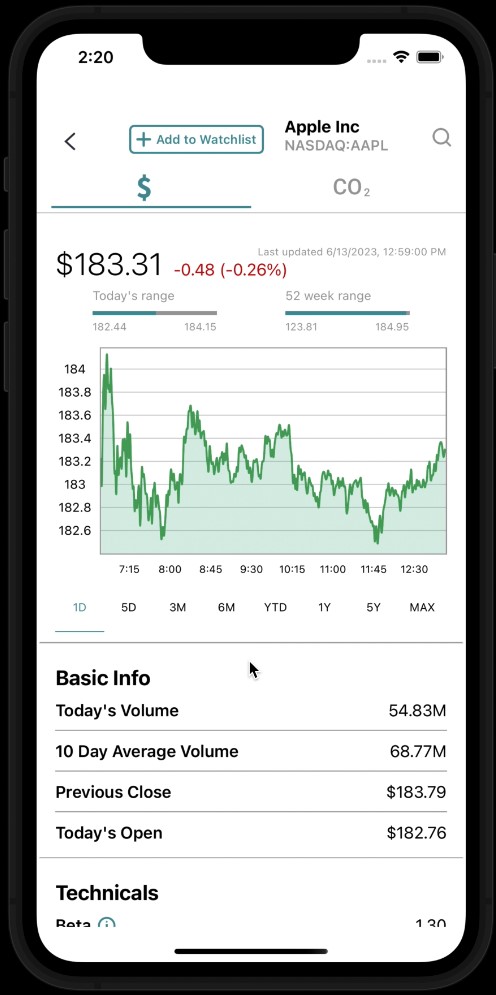 2:20
Add to Watchlist
Apple Inc
NASDAQ:AAPL
$
CO2
Last updated 6/13/2023, 12:59:00 PM
$183.31 -0.48 (-0.26%)
Today's range 52 week range
182.44 184.15 123.81 184.95
184
183.8
183.6
183.4
183.2
183
182.8
182.6
7:15 8:00 8:45 9:30 10:15 11:00 11:45 12:30
1D 5D 3M 6M YTD 1Y 5Y MAX
Basic Info
Today's Volume 54.83M
10 Day Average Volume 68.77M
Previous Close $183.79
Today's Open $182.76
Technicals
Beta 1.30